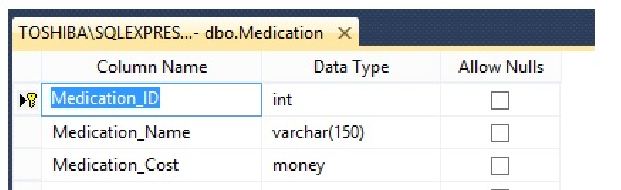 TOSHIBA\SQLEXPRES...- dbo.Medication
Column Name Data Type Allow Nulls
Medication_ID int
Medication_Name varchar(150)
Medication_Cost money